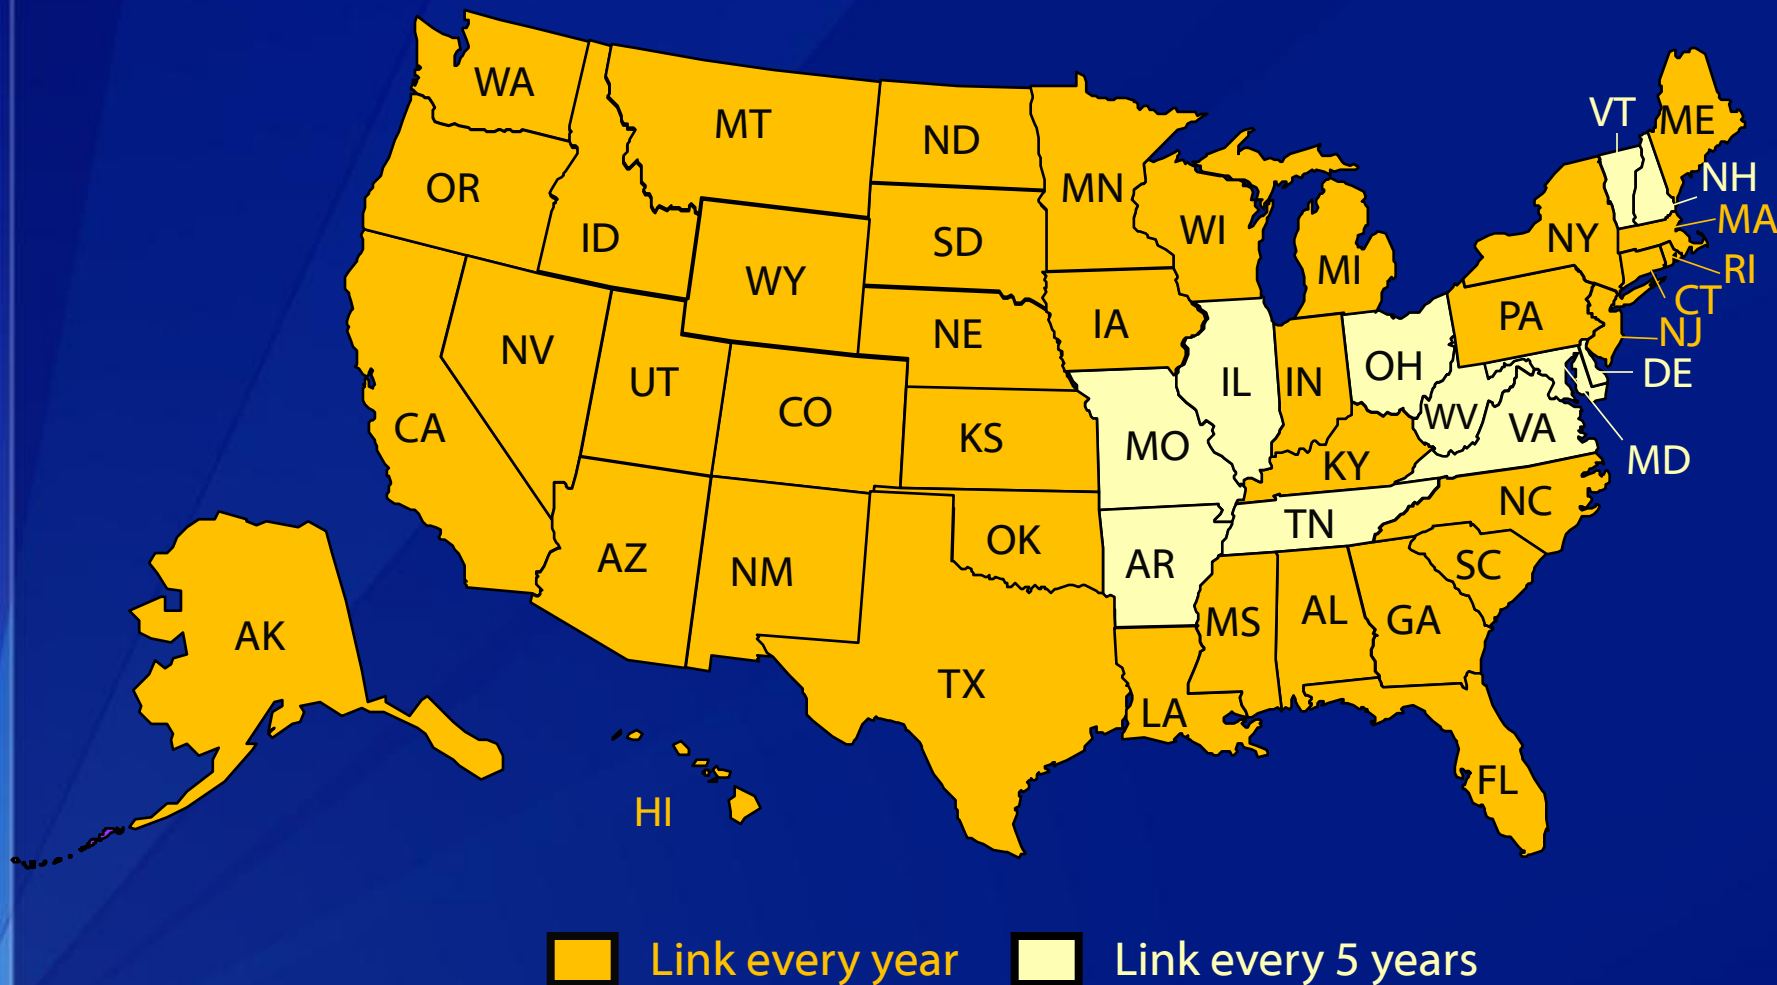 WA
MT
ND
MN
VT
ME
OR
ID
SD
WI
MI
NY
NH
MA
WY
RI
CT
NV
UT
CO
NE
IA
IL
IN
OH
PA
NJ
DE
CA
KS
MO
KY
WV
VA
MD
AZ
NM
OK
AR
TN
NC
SC
AK
TX
LA
MS
AL
GA
HI
FL
Link every year
Link every 5 years